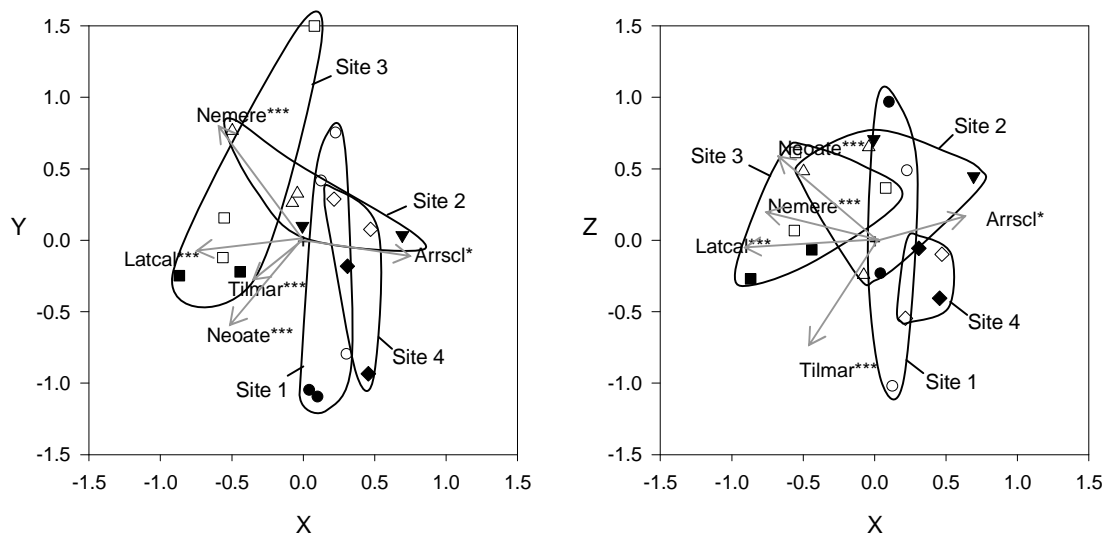 1.5
1.0
0.5
0.0
-0.5
-1.0
-1.5
Y
-1.5 -1.0 -0.5 0.0 0.5 1.0 1.5
X
Site 3
Nemere***
Site 2
Latcal***
Arrscl*
Tilmar***
Neoate***
Site 4
Site 1
1.5
1.0
0.5
0.0
-0.5
-1.0
-1.5
Z
-1.5 -1.0 -0.5 0.0 0.5 1.0 1.5
X
Site 2
Neoate***
Site 3
Nemere***
Arrscl*
Latcal***
Site 4
Tilmar***
Site 1